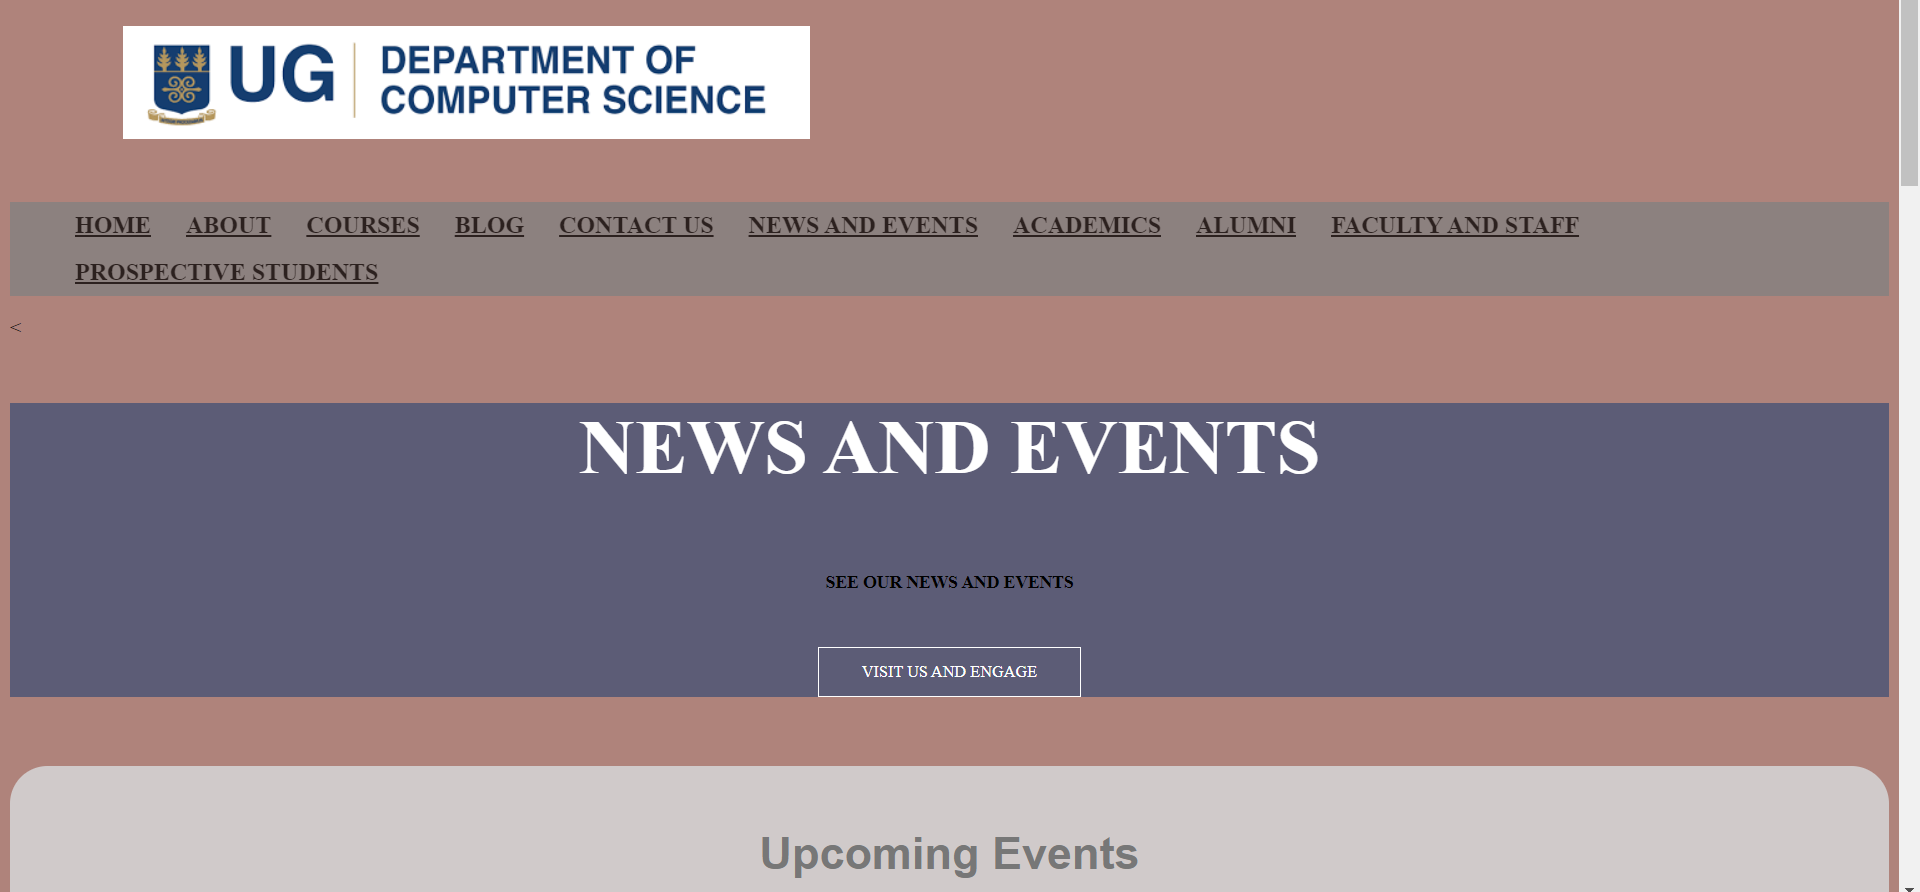 UG DEPARTMENT OF
COMPUTER SCIENCE
HOME ABOUT COURSES BLOG CONTACT US NEWS AND EVENTS ACADEMICS ALUMNI FACULTY AND STAFF
PROSPECTIVE STUDENTS
<
NEWS AND EVENTS
SEE OUR NEWS AND EVENTS
VISIT US AND ENGAGE
Upcoming Events